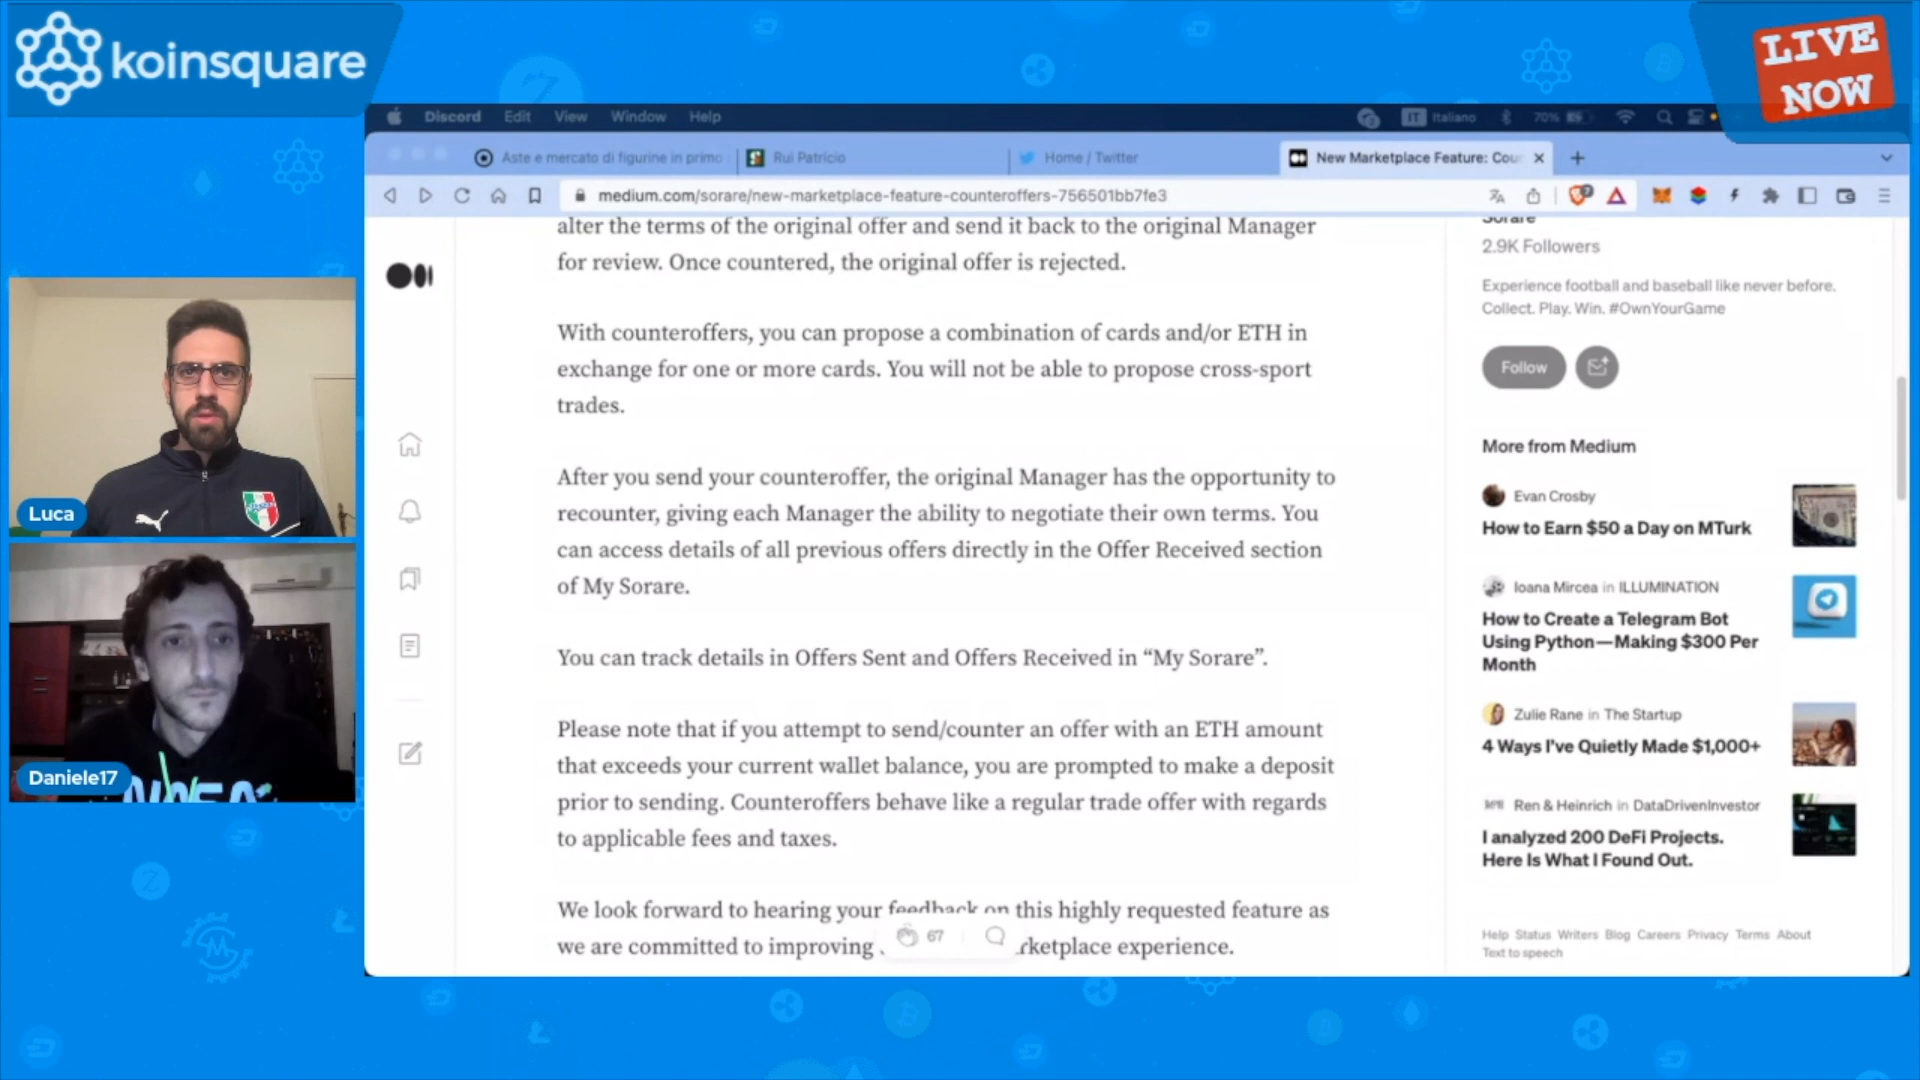 koinsquare
LIVE
NOW
Discord Edit View Window Help
IT Italiano 70%
Aste e mercato di figurine in primo
Rui Patrício
Home / Twitter
New Marketplace Feature: Cou
medium.com/sorare/new-marketplace-feature-counteroffers-756501bb7fe3
alter the terms of the original offer and send it back to the original Manager
for review. Once countered, the original offer is rejected.
With counteroffers, you can propose a combination of cards and/or ETH in
exchange for one or more cards. You will not be able to propose cross-sport
trades.
After you send your counteroffer, the original Manager has the opportunity to
recounter, giving each Manager the ability to negotiate their own terms. You
can access details of all previous offers directly in the Offer Received section
of My Sorare.
You can track details in Offers Sent and Offers Received in “My Sorare”.
Please note that if you attempt to send/counter an offer with an ETH amount
that exceeds your current wallet balance, you are prompted to make a deposit
prior to sending. Counteroffers behave like a regular trade offer with regards
to applicable fees and taxes.
We look forward to hearing your feedback on this highly requested feature as
we are committed to improving rketplace experience.
67
Sorare
2.9K Followers
Experience football and baseball like never before.
Collect. Play. Win. #OwnYourGame
Follow
More from Medium
Evan Crosby
How to Earn $50 a Day on MTurk
Ioana Mircea in ILLUMINATION
How to Create a Telegram Bot
Using Python—Making $300 Per
Month
Zulie Rane in The Startup
4 Ways I've Quietly Made $1,000+
Ren & Heinrich in DataDrivenInvestor
I analyzed 200 DeFi Projects.
Here Is What I Found Out.
Help Status Writers Blog Careers Privacy Terms About
Text to speech
Luca
Daniele17